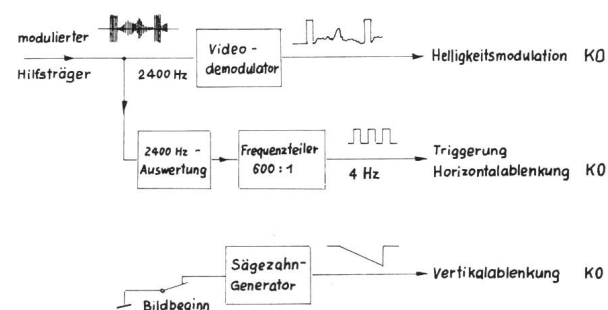 modulierter
Hilfsträger
2400 Hz
Video-
demodulator
Helligkeitsmodulation KO
2400 Hz -
Auswertung
Frequenzteiler
600 : 1
4 Hz
Triggerung
Horizontalablenkung KO
Sägezahn-
Generator
Vertikalablenkung KO
Bildbeginn